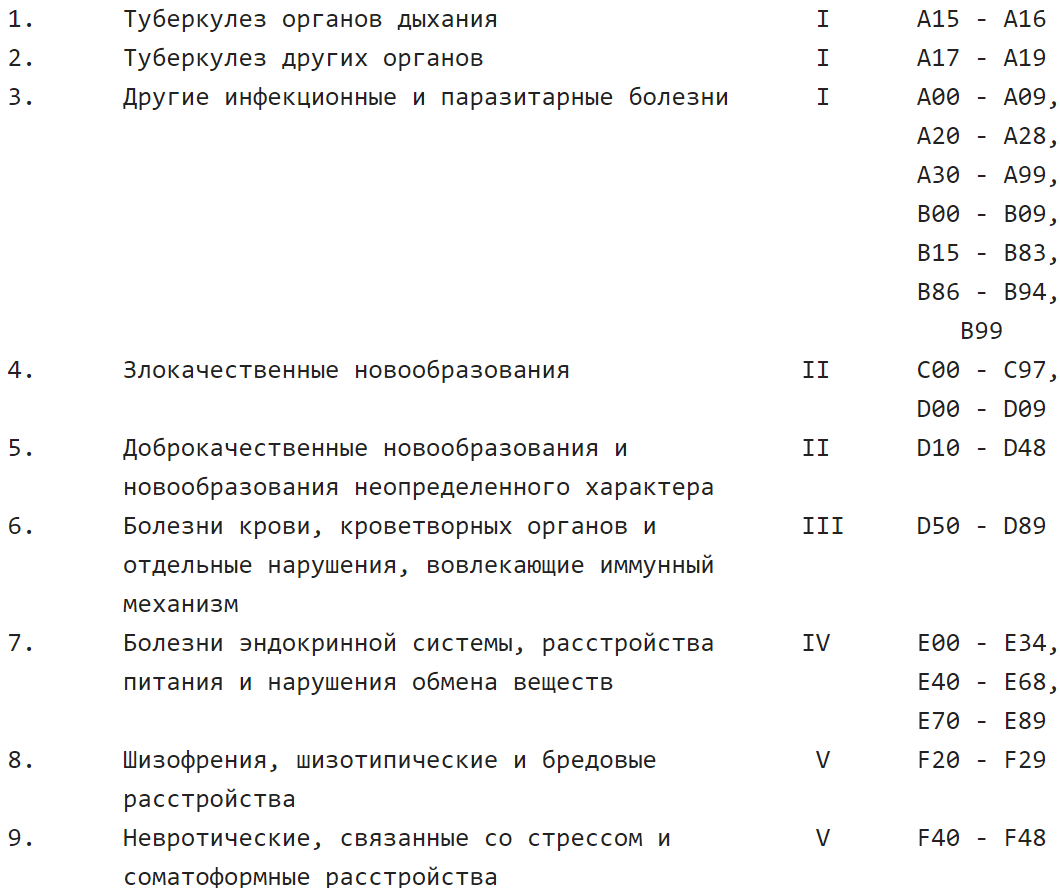 1. Туберкулез органов дыхания I A15 - A16
2. Туберкулез других органов I A17 - A19
3. Другие инфекционные и паразитарные болезни I A00 - A09,
A20 - A28,
A30 - A99,
B00 - B09,
B15 - B83,
B86 - B94,
B99
4. Злокачественные новообразования II C00 - C97,
D00 - D09
5. Доброкачественные новообразования и II D10 - D48
новообразования неопределенного характера
6. Болезни крови, кроветворных органов и III D50 - D89
отдельные нарушения, вовлекающие иммунный
механизм
7. Болезни эндокринной системы, расстройства IV E00 - E34,
питания и нарушения обмена веществ E40 - E68,
E70 - E89
8. Шизофрения, шизотипические и бредовые V F20 - F29
расстройства
9. Невротические, связанные со стрессом и V F40 - F48
соматоформные расстройства